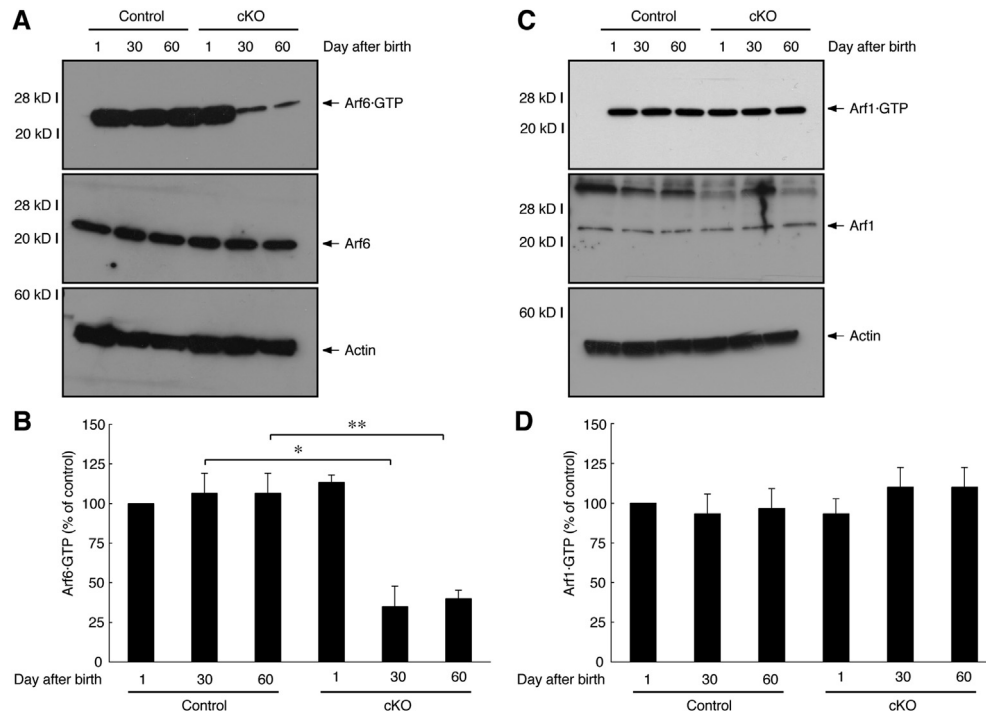 A
Control cKO
1 30 60 1 30 60 Day after birth
28 kD
20 kD
Arf6·GTP
28 kD
20 kD
Arf6
60 kD
Actin
C
Control cKO
1 30 60 1 30 60 Day after birth
28 kD
20 kD
Arf1·GTP
28 kD
20 kD
Arf1
60 kD
Actin
B
Arf6·GTP (% of control)
150
125
100
75
50
25
0
**
*
Day after birth 1 30 60 1 30 60
Control cKO
D
Arf1·GTP (% of control)
150
125
100
75
50
25
0
Day after birth 1 30 60 1 30 60
Control cKO